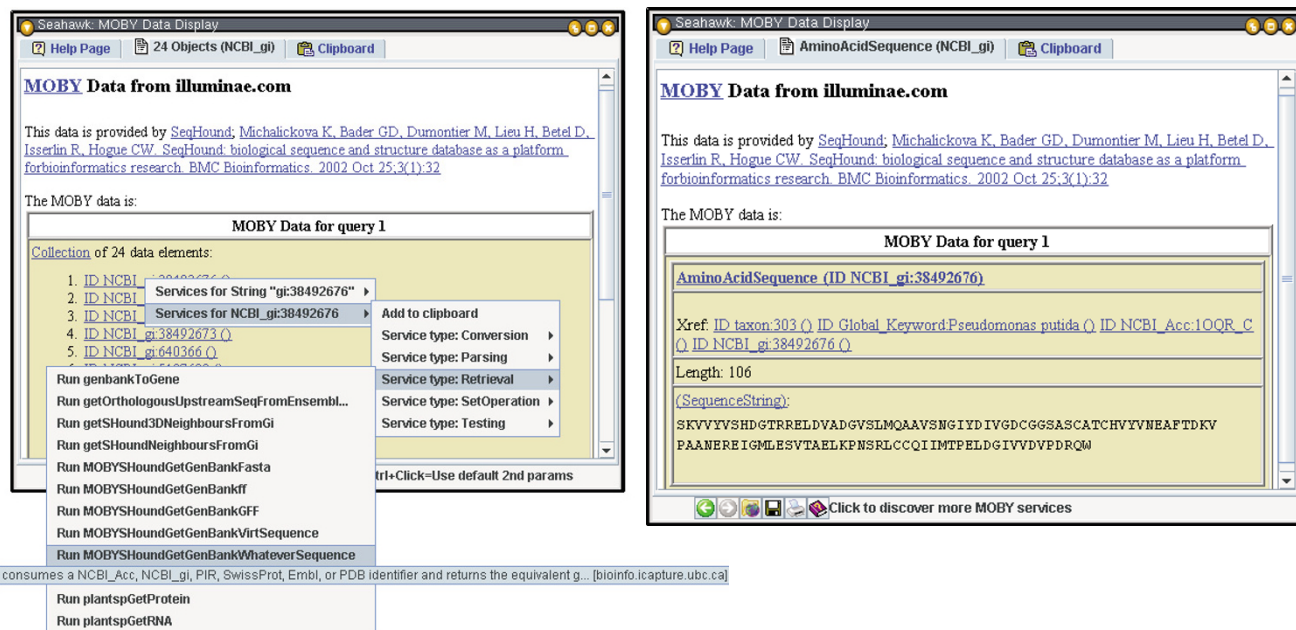 Seahawk: MOBY Data Display
Help Page
24 Objects (NCBI_gi)
Clipboard
MOBY Data from illuminae.com
This data is provided by SeqHound; Michalickova K, Bader GD, Dumontier M, Lieu H, Betel D,
Isserlin R, Hogue CW. SeqHound: biological sequence and structure database as a platform
forbioinformatics research. BMC Bioinformatics. 2002 Oct 25;3(1):32
The MOBY data is:
MOBY Data for query 1
Collection of 24 data elements:
1. ID NCBI_gi:38492676 ()
2. ID NCBI_
3. ID NCBI_
4. ID NCBI_gi:38492673 ()
5. ID NCBI_gi:640366 ()
Services for String "gi:38492676"
Services for NCBI_gi:38492676
Add to clipboard
Service type: Conversion
Service type: Parsing
Service type: Retrieval
Service type: SetOperation
Service type: Testing
Run genbankToGene
Run getOrthologousUpstreamSeqFromEnsembl...
Run getSHound3DNeighboursFromGi
Run getSHoundNeighboursFromGi
Run MOBYSHoundGetGenBankFasta
Run MOBYSHoundGetGenBankff
Run MOBYSHoundGetGenBankGFF
Run MOBYSHoundGetGenBankVirtSequence
Run MOBYSHoundGetGenBankWhateverSequence
consumes a NCBI_Acc, NCBI_gi, PIR, SwissProt, Embl, or PDB identifier and returns the equivalent g... [bioinfo.icapture.ubc.ca]
Run plantspGetProtein
Run plantspGetRNA
trl+Click=Use default 2nd params
Seahawk: MOBY Data Display
Help Page
AminoAcidSequence (NCBI_gi)
Clipboard
MOBY Data from illuminae.com
This data is provided by SeqHound; Michalickova K, Bader GD, Dumontier M, Lieu H, Betel D,
Isserlin R, Hogue CW. SeqHound: biological sequence and structure database as a platform
forbioinformatics research. BMC Bioinformatics. 2002 Oct 25;3(1):32
The MOBY data is:
MOBY Data for query 1
AminoAcidSequence (ID NCBI_gi:38492676)
Xref: ID taxon:303 () ID Global_Keyword:Pseudomonas putida () ID NCBI_Acc:1OQR_C
() ID NCBI_gi:38492676 ()
Length: 106
(SequenceString):
SKVVYVSHDGTRRELDVADGVSLMQAAVSNGIYDIVGDCGGSASCATCHVYVNEAFTDKV
PAANEREIGMLESVTAELKPNSRLCCQIIMTPELDGIVVDVPDRQW
Click to discover more MOBY services